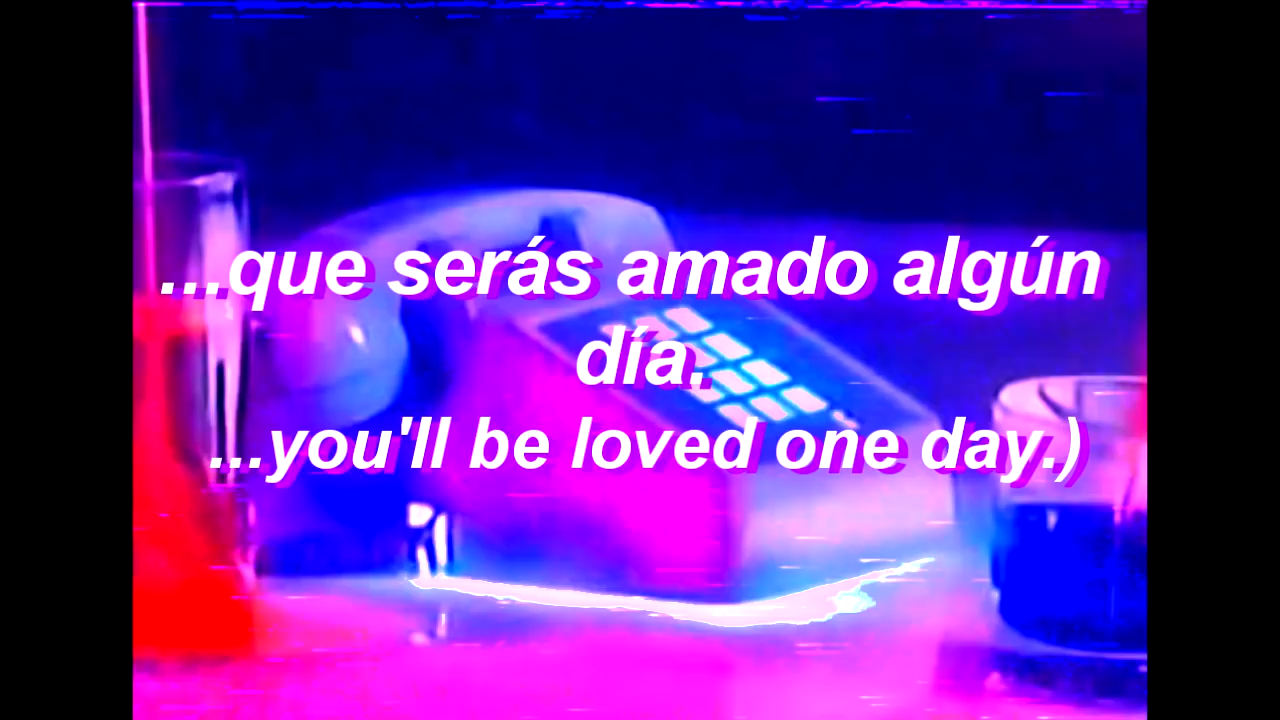 ...que serás amado algún
día.
...you'll be loved one day.)